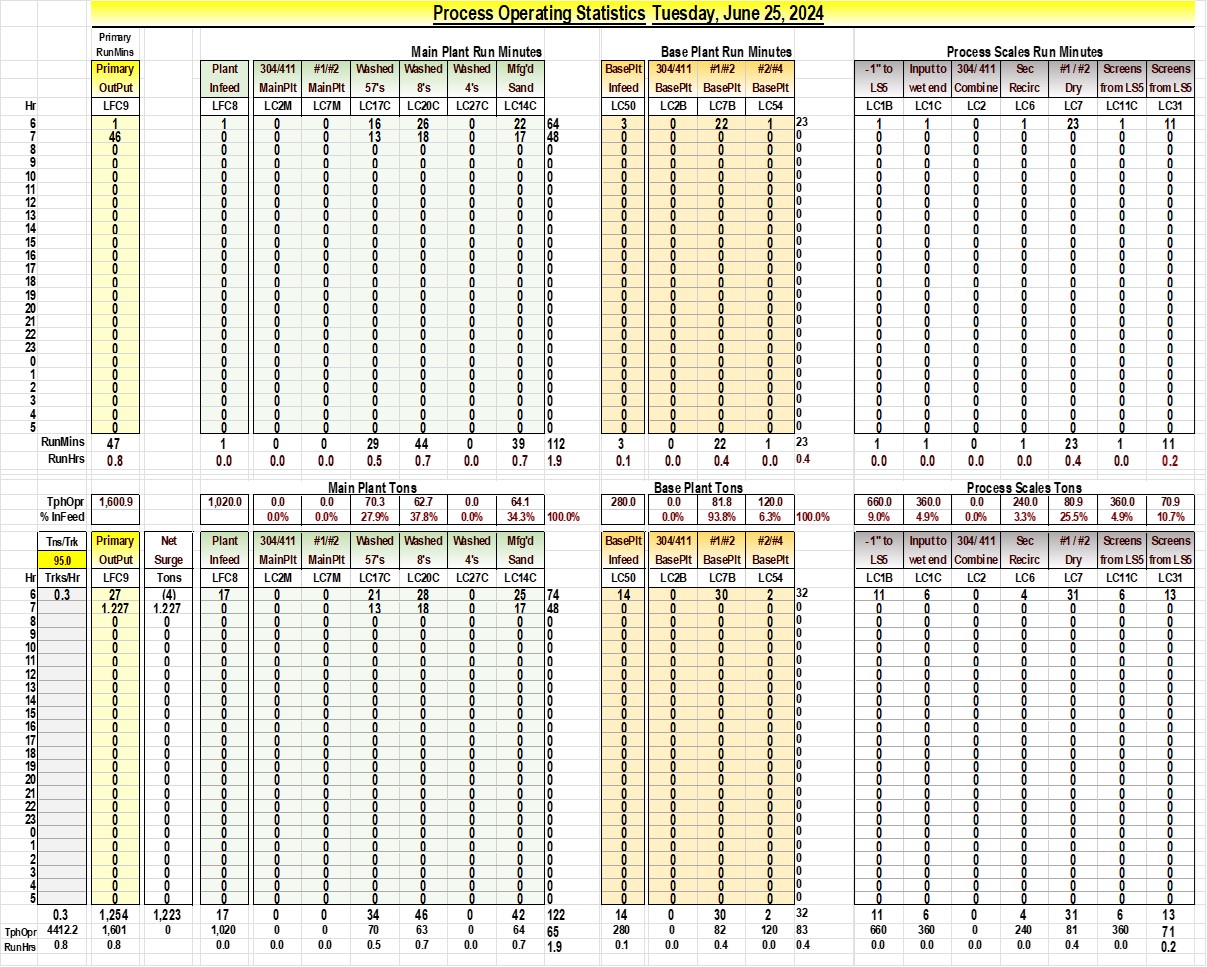 Process Operating Statistics Tuesday, June 25, 2024
Primary
RunMins Main Plant Run Minutes Base Plant Run Minutes Process Scales Run Minutes
Primary Plant 304/411 #1/#2 Washed Washed Washed Mfg'd BasePlt 304/411 #1/#2 #2/#4 -1" to Input to 304/ 411 Sec #1 / #2 Screens Screens
OutPut Infeed MainPlt MainPlt 57's 8's 4's Sand Infeed BasePlt BasePlt BasePlt LS5 wet end Combine Recirc Dry from LS5 from LS5
Hr LFC9 LFC8 LC2M LC7M LC17C LC20C LC27C LC14C LC50 LC2B LC7B LC54 LC1B LC1C LC2 LC6 LC7 LC11C LC31
6 1 1 0 0 16 26 0 22 64 3 0 22 1 23 1 1 0 1 23 1 11
7 46 0 0 0 13 18 0 17 48 0 0 0 0 0 0 0 0 0 0 0 0
8 0 0 0 0 0 0 0 0 0 0 0 0 0 0 0 0 0 0 0 0 0
9 0 0 0 0 0 0 0 0 0 0 0 0 0 0 0 0 0 0 0 0 0
10 0 0 0 0 0 0 0 0 0 0 0 0 0 0 0 0 0 0 0 0 0
11 0 0 0 0 0 0 0 0 0 0 0 0 0 0 0 0 0 0 0 0 0
12 0 0 0 0 0 0 0 0 0 0 0 0 0 0 0 0 0 0 0 0 0
13 0 0 0 0 0 0 0 0 0 0 0 0 0 0 0 0 0 0 0 0 0
14 0 0 0 0 0 0 0 0 0 0 0 0 0 0 0 0 0 0 0 0 0
15 0 0 0 0 0 0 0 0 0 0 0 0 0 0 0 0 0 0 0 0 0
16 0 0 0 0 0 0 0 0 0 0 0 0 0 0 0 0 0 0 0 0 0
17 0 0 0 0 0 0 0 0 0 0 0 0 0 0 0 0 0 0 0 0 0
18 0 0 0 0 0 0 0 0 0 0 0 0 0 0 0 0 0 0 0 0 0
19 0 0 0 0 0 0 0 0 0 0 0 0 0 0 0 0 0 0 0 0 0
20 0 0 0 0 0 0 0 0 0 0 0 0 0 0 0 0 0 0 0 0 0
21 0 0 0 0 0 0 0 0 0 0 0 0 0 0 0 0 0 0 0 0 0
22 0 0 0 0 0 0 0 0 0 0 0 0 0 0 0 0 0 0 0 0 0
23 0 0 0 0 0 0 0 0 0 0 0 0 0 0 0 0 0 0 0 0 0
0 0 0 0 0 0 0 0 0 0 0 0 0 0 0 0 0 0 0 0 0 0
1 0 0 0 0 0 0 0 0 0 0 0 0 0 0 0 0 0 0 0 0 0
2 0 0 0 0 0 0 0 0 0 0 0 0 0 0 0 0 0 0 0 0 0
3 0 0 0 0 0 0 0 0 0 0 0 0 0 0 0 0 0 0 0 0 0
4 0 0 0 0 0 0 0 0 0 0 0 0 0 0 0 0 0 0 0 0 0
5 0 0 0 0 0 0 0 0 0 0 0 0 0 0 0 0 0 0 0 0 0
RunMins 47 1 0 0 29 44 0 39 112 3 0 22 1 23 1 1 0 1 23 1 11
RunHrs 0.8 0.0 0.0 0.0 0.5 0.7 0.0 0.7 1.9 0.1 0.0 0.4 0.0 0.4 0.0 0.0 0.0 0.0 0.4 0.0 0.2
Main Plant Tons Base Plant Tons Process Scales Tons
TphOpr 1,600.9 1,020.0 0.0 0.0 70.3 62.7 0.0 64.1 280.0 0.0 81.8 120.0 660.0 360.0 0.0 240.0 80.9 360.0 70.9
% InFeed 0.0% 0.0% 27.9% 37.8% 0.0% 34.3% 100.0% 0.0% 93.8% 6.3% 100.0% 9.0% 4.9% 0.0% 3.3% 25.5% 4.9% 10.7%
Tns/Trk Primary Net Plant 304/411 #1/#2 Washed Washed Washed Mfg'd BasePlt 304/411 #1/#2 #2/#4 -1" to Input to 304/ 411 Sec #1 / #2 Screens Screens
95.0 OutPut Surge Infeed MainPlt MainPlt 57's 8's 4's Sand Infeed BasePlt BasePlt BasePlt LS5 wet end Combine Recirc Dry from LS5 from LS5
Hr Trks/Hr LFC9 Tons LFC8 LC2M LC7M LC17C LC20C LC27C LC14C LC50 LC2B LC7B LC54 LC1B LC1C LC2 LC6 LC7 LC11C LC31
6 0.3 27 (4) 17 0 0 21 28 0 25 74 14 0 30 2 32 11 6 0 4 31 6 13
7 1,227 1,227 0 0 0 13 18 0 17 48 0 0 0 0 0 0 0 0 0 0 0 0
8 0 0 0 0 0 0 0 0 0 0 0 0 0 0 0 0 0 0 0 0 0 0
9 0 0 0 0 0 0 0 0 0 0 0 0 0 0 0 0 0 0 0 0 0 0
10 0 0 0 0 0 0 0 0 0 0 0 0 0 0 0 0 0 0 0 0 0 0
11 0 0 0 0 0 0 0 0 0 0 0 0 0 0 0 0 0 0 0 0 0 0
12 0 0 0 0 0 0 0 0 0 0 0 0 0 0 0 0 0 0 0 0 0 0
13 0 0 0 0 0 0 0 0 0 0 0 0 0 0 0 0 0 0 0 0 0 0
14 0 0 0 0 0 0 0 0 0 0 0 0 0 0 0 0 0 0 0 0 0 0
15 0 0 0 0 0 0 0 0 0 0 0 0 0 0 0 0 0 0 0 0 0 0
16 0 0 0 0 0 0 0 0 0 0 0 0 0 0 0 0 0 0 0 0 0 0
17 0 0 0 0 0 0 0 0 0 0 0 0 0 0 0 0 0 0 0 0 0 0
18 0 0 0 0 0 0 0 0 0 0 0 0 0 0 0 0 0 0 0 0 0 0
19 0 0 0 0 0 0 0 0 0 0 0 0 0 0 0 0 0 0 0 0 0 0
20 0 0 0 0 0 0 0 0 0 0 0 0 0 0 0 0 0 0 0 0 0 0
21 0 0 0 0 0 0 0 0 0 0 0 0 0 0 0 0 0 0 0 0 0 0
22 0 0 0 0 0 0 0 0 0 0 0 0 0 0 0 0 0 0 0 0 0 0
23 0 0 0 0 0 0 0 0 0 0 0 0 0 0 0 0 0 0 0 0 0 0
0 0 0 0 0 0 0 0 0 0 0 0 0 0 0 0 0 0 0 0 0 0 0
1 0 0 0 0 0 0 0 0 0 0 0 0 0 0 0 0 0 0 0 0 0 0
2 0 0 0 0 0 0 0 0 0 0 0 0 0 0 0 0 0 0 0 0 0 0
3 0 0 0 0 0 0 0 0 0 0 0 0 0 0 0 0 0 0 0 0 0 0
4 0 0 0 0 0 0 0 0 0 0 0 0 0 0 0 0 0 0 0 0 0 0
5 0 0 0 0 0 0 0 0 0 0 0 0 0 0 0 0 0 0 0 0 0 0
0.3 1,254 1,223 17 0 0 34 46 0 42 122 14 0 30 2 32 11 6 0 4 31 6 13
TphOpr 4412.2 1,601 0 1,020 0 0 70 63 0 64 65 280 0 82 120 83 660 360 0 240 81 360 71
RunHrs 0.8 0.8 0.0 0.0 0.0 0.5 0.7 0.0 0.7 1.9 0.1 0.0 0.4 0.0 0.4 0.0 0.0 0.0 0.0 0.4 0.0 0.2